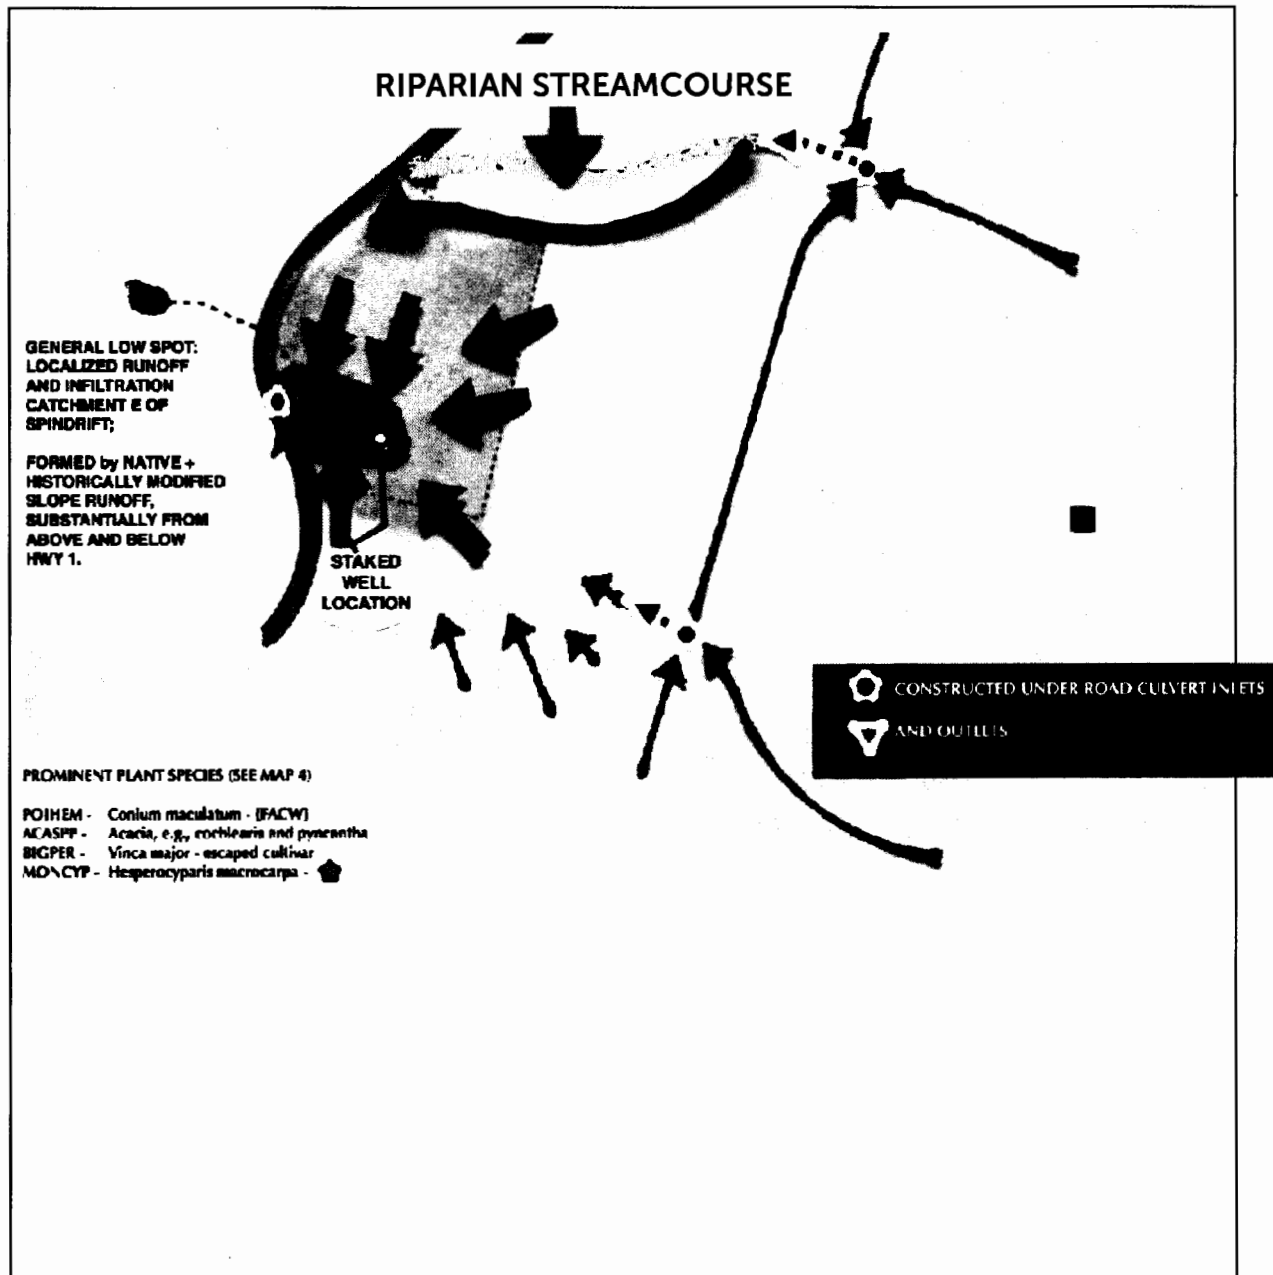 RIPARIAN STREAMCOURSE
GENERAL LOW SPOT:
LOCALIZED RUNOFF
AND INFILTRATION
CATCHMENT E OF
SPINDRIFT;
FORMED by NATIVE +
HISTORICALLY MODIFIED
SLOPE RUNOFF,
SUBSTANTIALLY FROM
ABOVE AND BELOW
HWY 1.
STAKED
WELL
LOCATION
CONSTRUCTED UNDER ROAD CULVERT INLETS
AND OUTLETS
PROMINENT PLANT SPECIES (SEE MAP 4)
POIHEM - Conium maculatum - (FACW)
ACASPP - Acacia, e.g., cochlearis and pyncantha
BIGPER - Vinca major - escaped cultivar
MONCYP - Hesperocyparis macrocarpa -